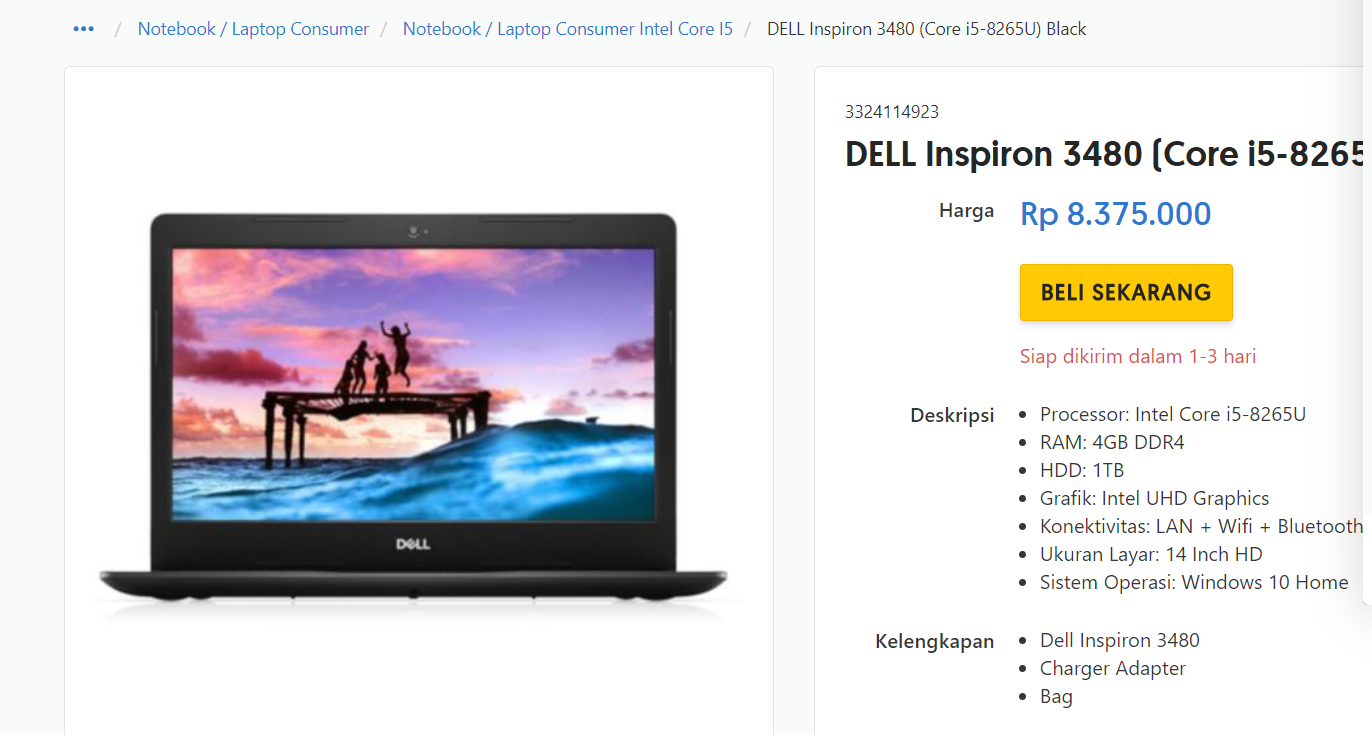 ••• / Notebook / Laptop Consumer / Notebook / Laptop Consumer Intel Core I5 / DELL Inspiron 3480 (Core i5-8265U) Black
3324114923
DELL Inspiron 3480 (Core i5-8265
Harga Rp 8.375.000
BELI SEKARANG
Siap dikirim dalam 1-3 hari
Deskripsi • Processor: Intel Core i5-8265U
• RAM: 4GB DDR4
• HDD: 1TB
• Grafik: Intel UHD Graphics
• Konektivitas: LAN + Wifi + Bluetooth
• Ukuran Layar: 14 Inch HD
• Sistem Operasi: Windows 10 Home
Kelengkapan • Dell Inspiron 3480
• Charger Adapter
• Bag
DELL